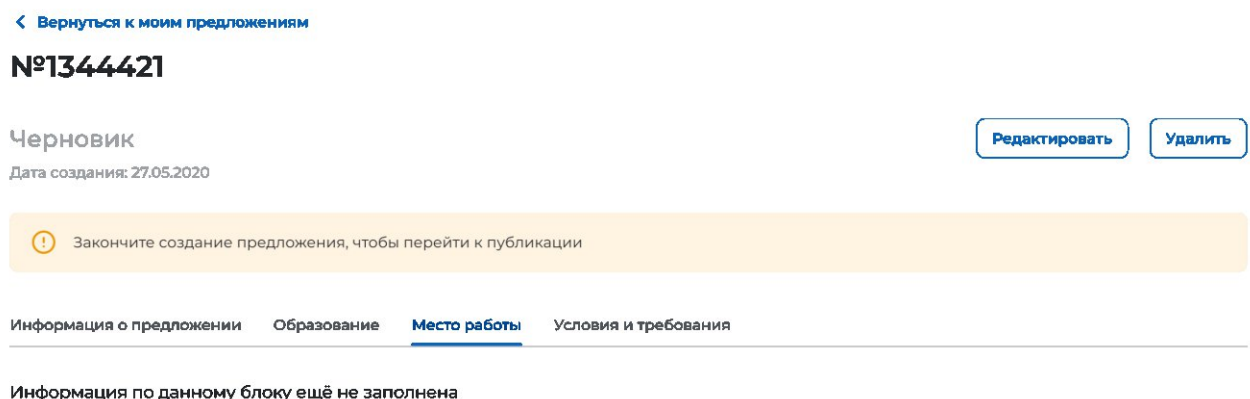 Вернуться к моим предложениям
№1344421
Черновик
Редактировать
Удалить
Дата создания: 27.05.2020
Закончите создание предложения, чтобы перейти к публикации
Информация о предложении Образование Место работы Условия и требования
Информация по данному блоку ещё не заполнена